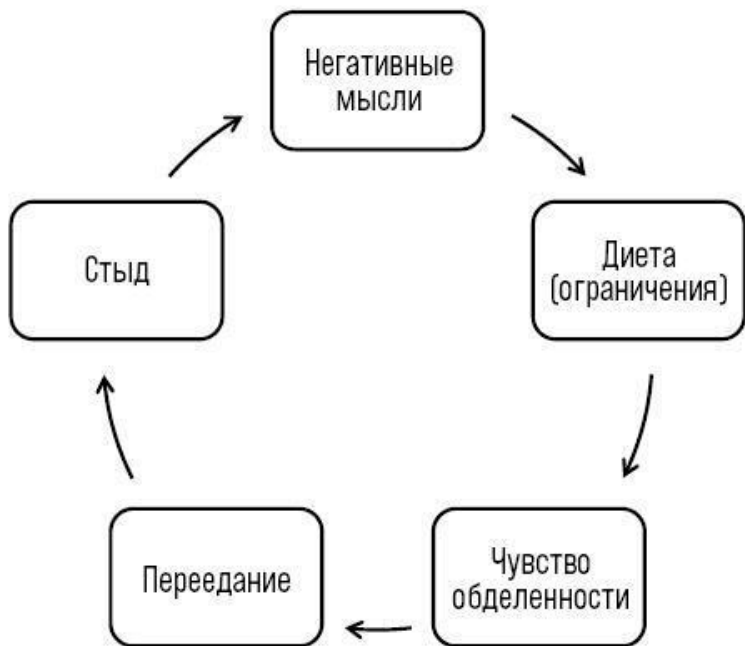 Негативные
мысли
Диета
(ограничения)
Чувство
обделенности
Переедание
Стыд